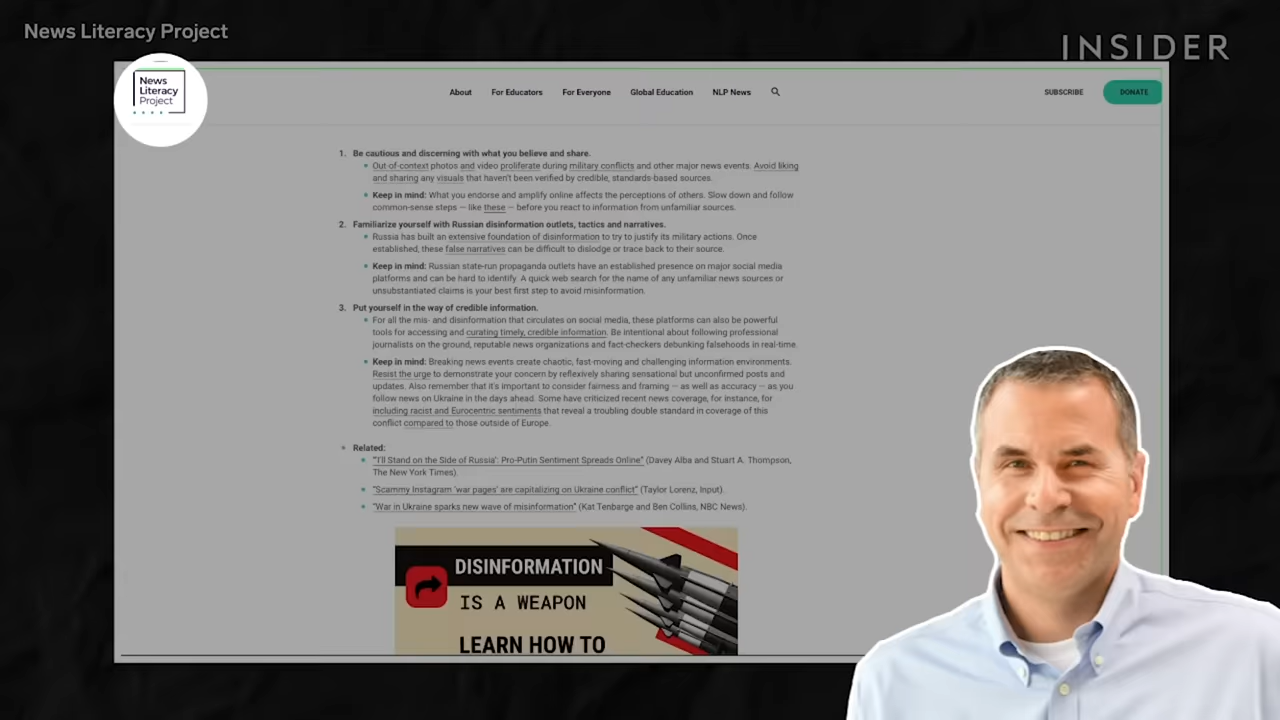 News Literacy Project
INSIDER
News
Literacy
Project
About For Educators For Everyone Global Education NLP News
SUBSCRIBE DONATE
1. Be cautious and discerning with what you believe and share.
Out-of-context photos and video proliferate during military conflicts and other major news events. Avoid liking
and sharing any visuals that haven't been verified by credible, standards-based sources.
Keep in mind: What you endorse and amplify online affects the perceptions of others. Slow down and follow
common-sense steps — like these — before you react to information from unfamiliar sources.
2. Familiarize yourself with Russian disinformation outlets, tactics and narratives.
Russia has built an extensive foundation of disinformation to try to justify its military actions. Once
established, these false narratives can be difficult to dislodge or trace back to their source.
Keep in mind: Russian state-run propaganda outlets have an established presence on major social media
platforms and can be hard to identify. A quick web search for the name of any unfamiliar news sources or
unsubstantiated claims is your best first step to avoid misinformation.
3. Put yourself in the way of credible information.
For all the mis- and disinformation that circulates on social media, these platforms can also be powerful
tools for accessing and curating timely, credible information. Be intentional about following professional
journalists on the ground, reputable news organizations and fact-checkers debunking falsehoods in real-time.
Keep in mind: Breaking news events create chaotic, fast-moving and challenging information environments.
Resist the urge to demonstrate your concern by reflexively sharing sensational but unconfirmed posts and
updates. Also remember that it's important to consider fairness and framing — as well as accuracy — as you
follow news on Ukraine in the days ahead. Some have criticized recent news coverage, for instance, for
including racist and Eurocentric sentiments that reveal a troubling double standard in coverage of this
conflict compared to those outside of Europe.
Related:
"'I'll Stand on the Side of Russia': Pro-Putin Sentiment Spreads Online" (Davey Alba and Stuart A. Thompson,
The New York Times).
"Scammy Instagram 'war pages' are capitalizing on Ukraine conflict" (Taylor Lorenz, Input).
"War in Ukraine sparks new wave of misinformation" (Kat Tenbarge and Ben Collins, NBC News).
DISINFORMATION
IS A WEAPON
LEARN HOW TO